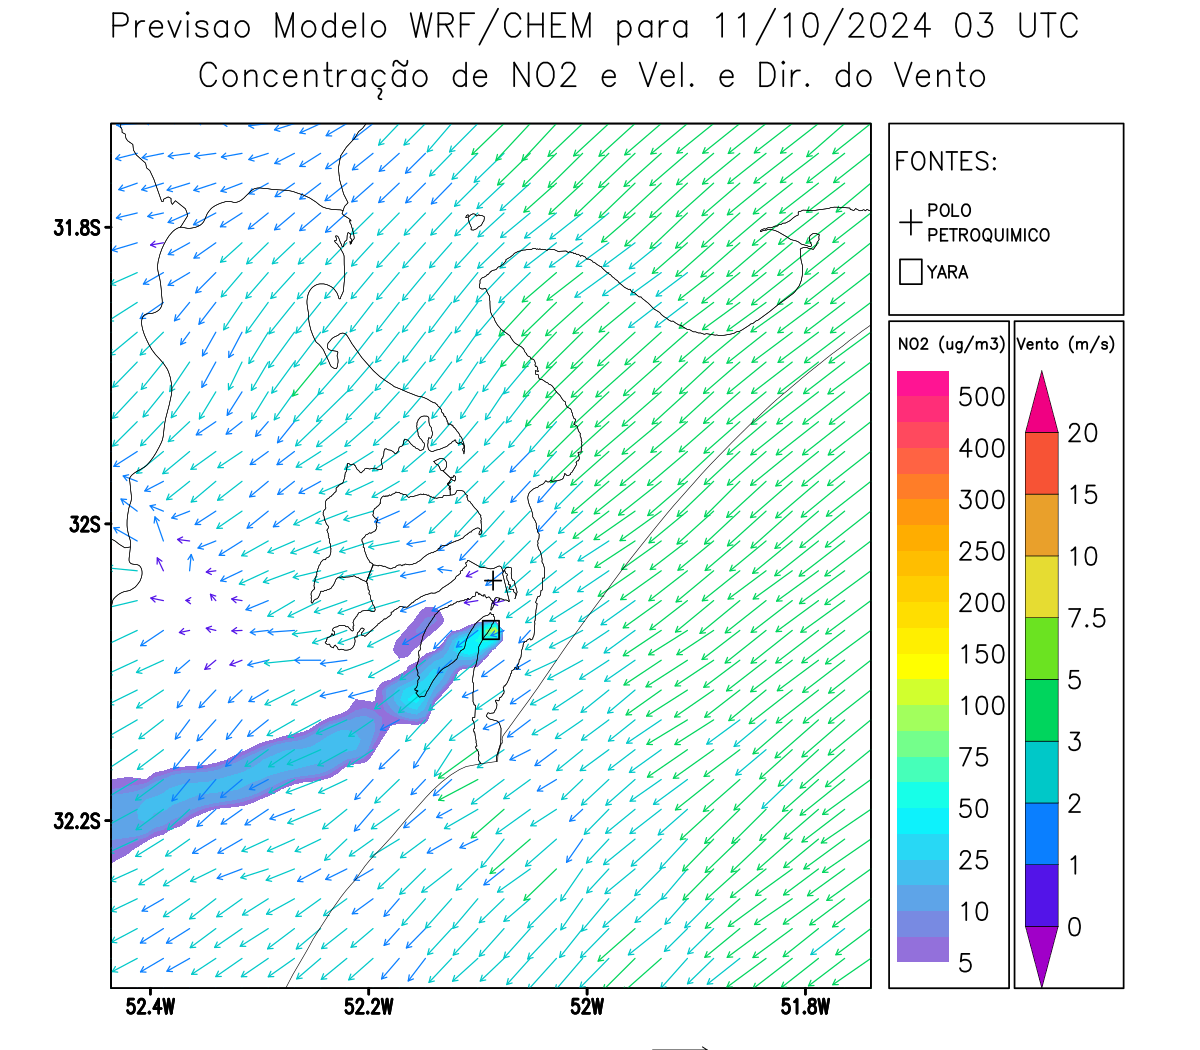 Previsao Modelo WRF/CHEM para 11/10/2024 03 UTC
Concentração de NO2 e Vel. e Dir. do Vento
FONTES:
POLO
PETROQUIMICO
YARA
NO2 (ug/m3)
500
400
300
250
200
150
100
75
50
25
10
5
Vento (m/s)
20
15
10
7.5
5
3
2
1
0
31.8S
32S
32.2S
52.4W 52.2W 52W 51.8W